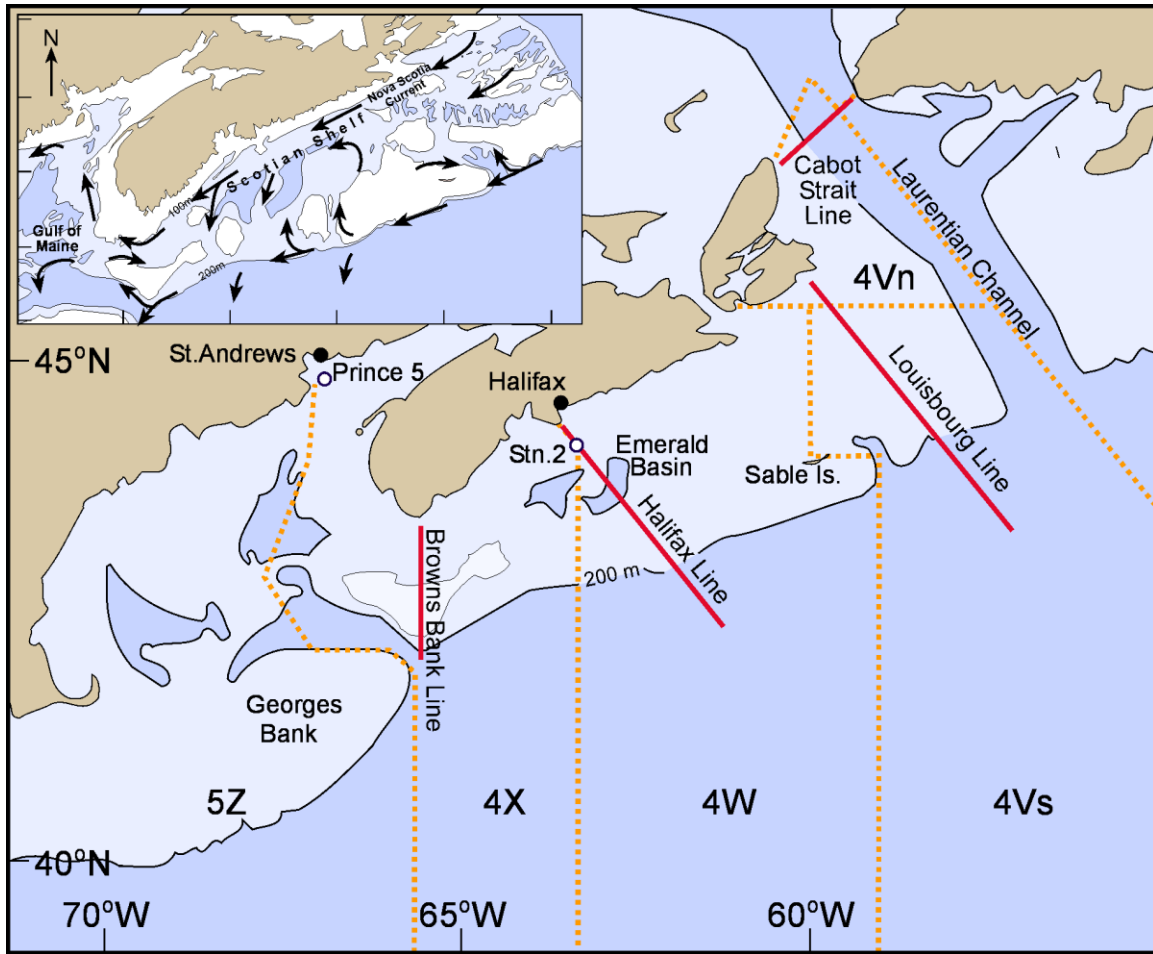 N
Nova Scotia
Current
Scotian Shelf
100m
Gulf of
Maine
200m
Cabot
Strait
Line
Laurentian Channel
4Vn
45°N
St.Andrews
Prince 5
Halifax
Louisbourg Line
Stn.2
Emerald
Basin
Sable Is.
Halifax Line
Browns Bank Line
200 m
Georges
Bank
5Z
4X
4W
4Vs
40°N
70°W
65°W
60°W